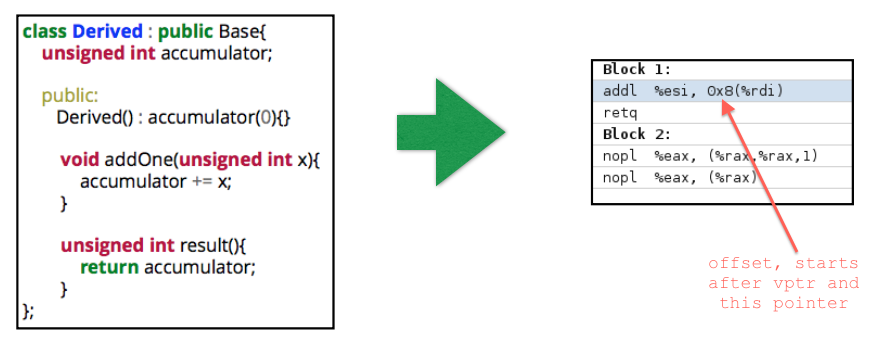 class Derived : public Base{
unsigned int accumulator;
public:
Derived() : accumulator(0){}
void addOne(unsigned int x){
accumulator += x;
}
unsigned int result(){
return accumulator;
}
};
Block 1:
addl %esi, 0x8(%rdi)
retq
Block 2:
nopl %eax, (%rax,%rax,1)
nopl %eax, (%rax)
offset, starts
after vptr and
this pointer